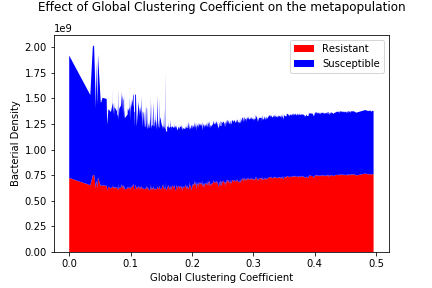 Effect of Global Clustering Coefficient on the metapopulation
1e9
Resistant
Susceptible
2.00
1.75
1.50
1.25
1.00
0.75
0.50
0.25
0.00
Bacterial Density
0.0 0.1 0.2 0.3 0.4 0.5
Global Clustering Coefficient